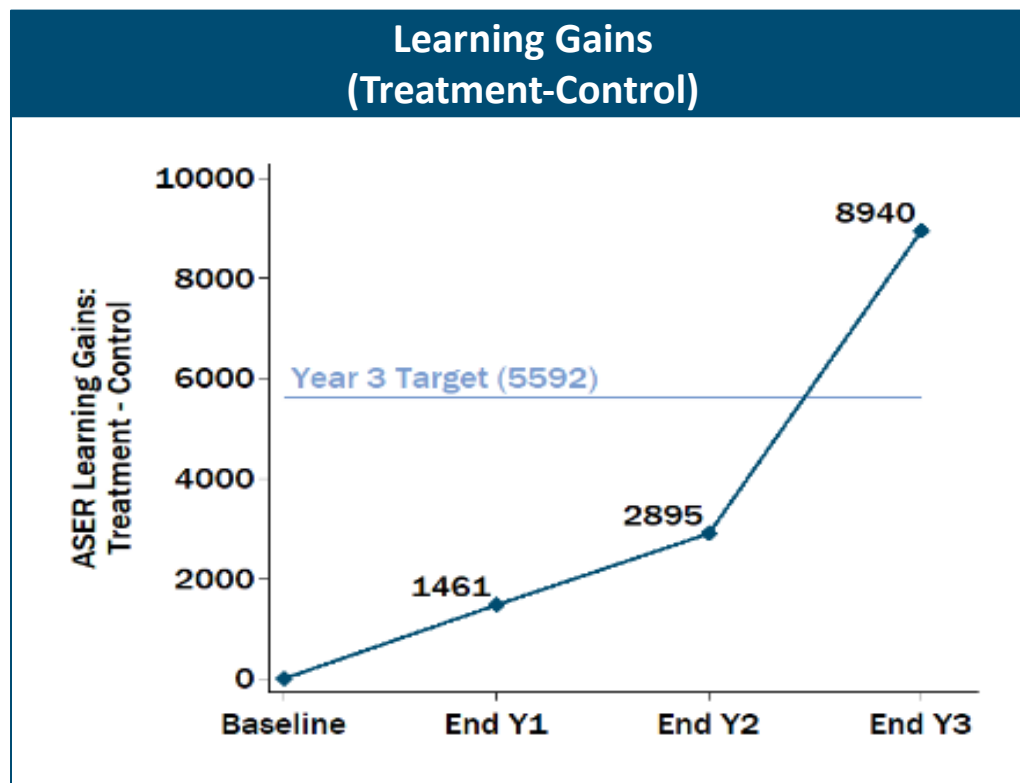 Learning Gains
(Treatment-Control)
ASER Learning Gains:
Treatment - Control
10000
8000
6000
4000
2000
0
Year 3 Target (5592)
8940
2895
1461
Baseline
End Y1
End Y2
End Y3